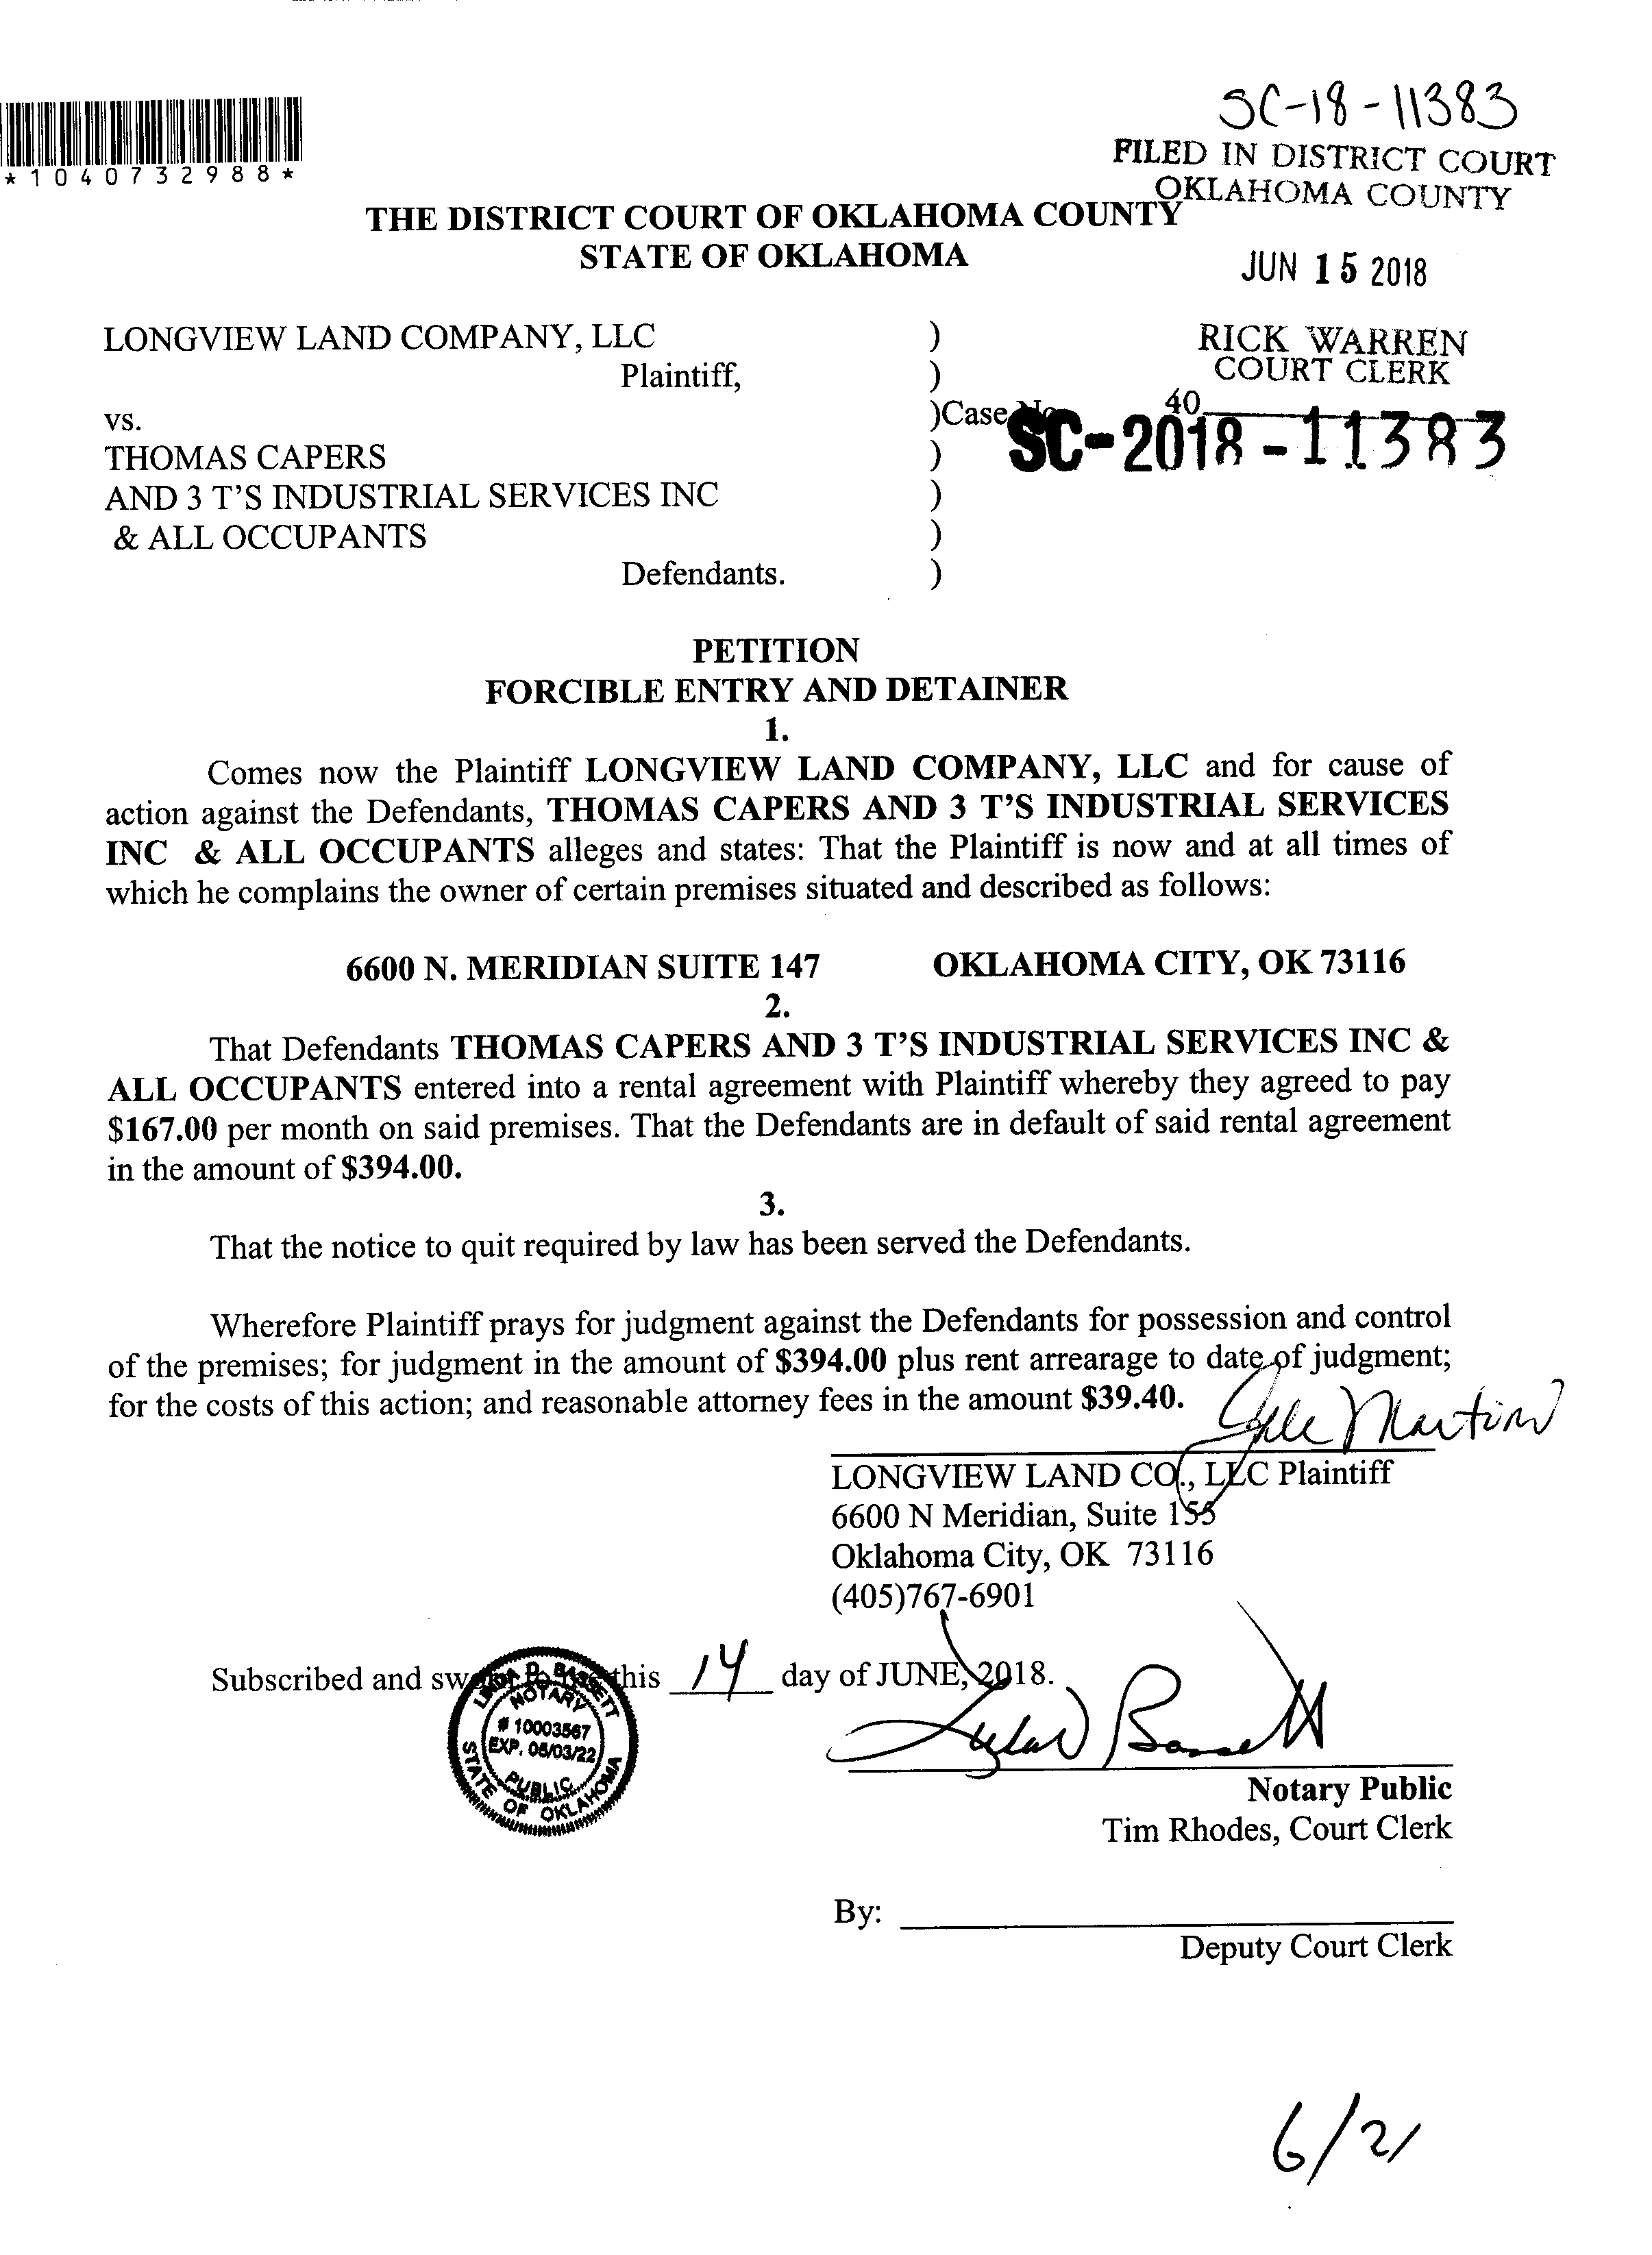 *1040732988*
SC-18-11383
FILED IN DISTRICT COURT
OKLAHOMA COUNTY
THE DISTRICT COURT OF OKLAHOMA COUNTY
STATE OF OKLAHOMA
JUN 15 2018
RICK WARREN
COURT CLERK
40
LONGVIEW LAND COMPANY, LLC )
Plaintiff, )
vs. )Case No.
SC-2018-11383
THOMAS CAPERS )
AND 3 T'S INDUSTRIAL SERVICES INC )
& ALL OCCUPANTS )
Defendants. )
PETITION
FORCIBLE ENTRY AND DETAINER
1.
Comes now the Plaintiff LONGVIEW LAND COMPANY, LLC and for cause of
action against the Defendants, THOMAS CAPERS AND 3 T'S INDUSTRIAL SERVICES
INC & ALL OCCUPANTS alleges and states: That the Plaintiff is now and at all times of
which he complains the owner of certain premises situated and described as follows:
6600 N. MERIDIAN SUITE 147 OKLAHOMA CITY, OK 73116
2.
That Defendants THOMAS CAPERS AND 3 T'S INDUSTRIAL SERVICES INC &
ALL OCCUPANTS entered into a rental agreement with Plaintiff whereby they agreed to pay
$167.00 per month on said premises. That the Defendants are in default of said rental agreement
in the amount of $394.00.
3.
That the notice to quit required by law has been served the Defendants.
Wherefore Plaintiff prays for judgment against the Defendants for possession and control
of the premises; for judgment in the amount of $394.00 plus rent arrearage to date of judgment;
for the costs of this action; and reasonable attorney fees in the amount $39.40.
Martin
LONGVIEW LAND CO., LLC Plaintiff
6600 N Meridian, Suite 155
Oklahoma City, OK 73116
(405)767-6901
Subscribed and sworn to me this 14 day of JUNE, 2018.
LINDA D. BASSETT
NOTARY
# 10003567
EXP. 05/03/22
PUBLIC
STATE OF OKLAHOMA
Bassett
Notary Public
Tim Rhodes, Court Clerk
By:
Deputy Court Clerk
6/21